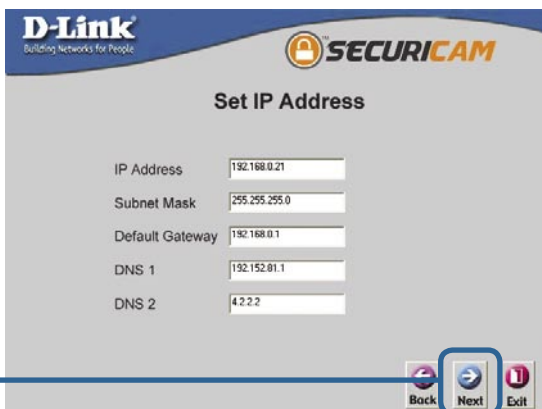 D-Link
Building Networks for People
SECURICAM
Set IP Address
IP Address 192.168.0.21
Subnet Mask 255.255.255.0
Default Gateway 192.168.0.1
DNS 1 192.152.81.1
DNS 2 4.2.2.2
Back Next Exit